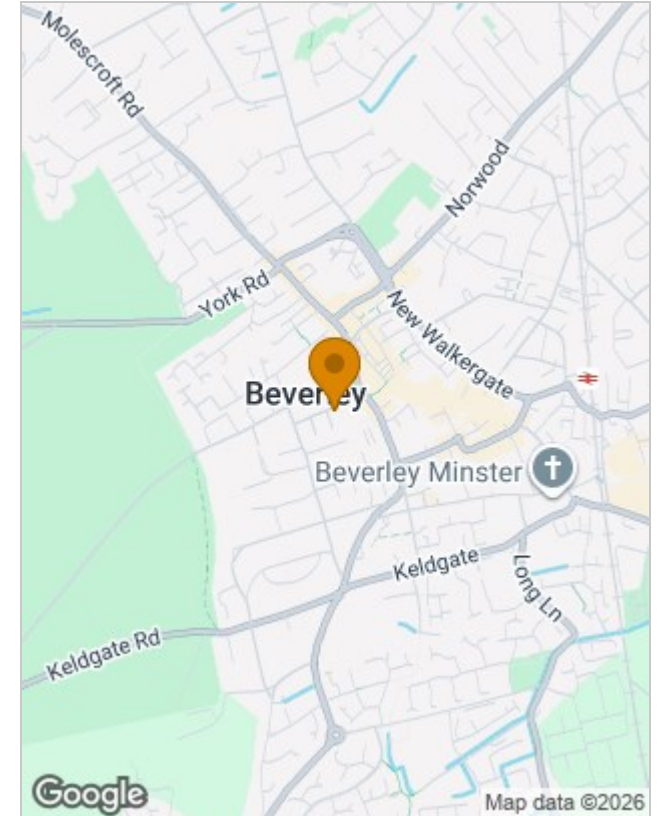 Molescroft Rd
Norwood
York Rd
New Walkergate
Beverley
Beverley Minster
Keldgate
Long Ln
Keldgate Rd
Google
Map data ©2026